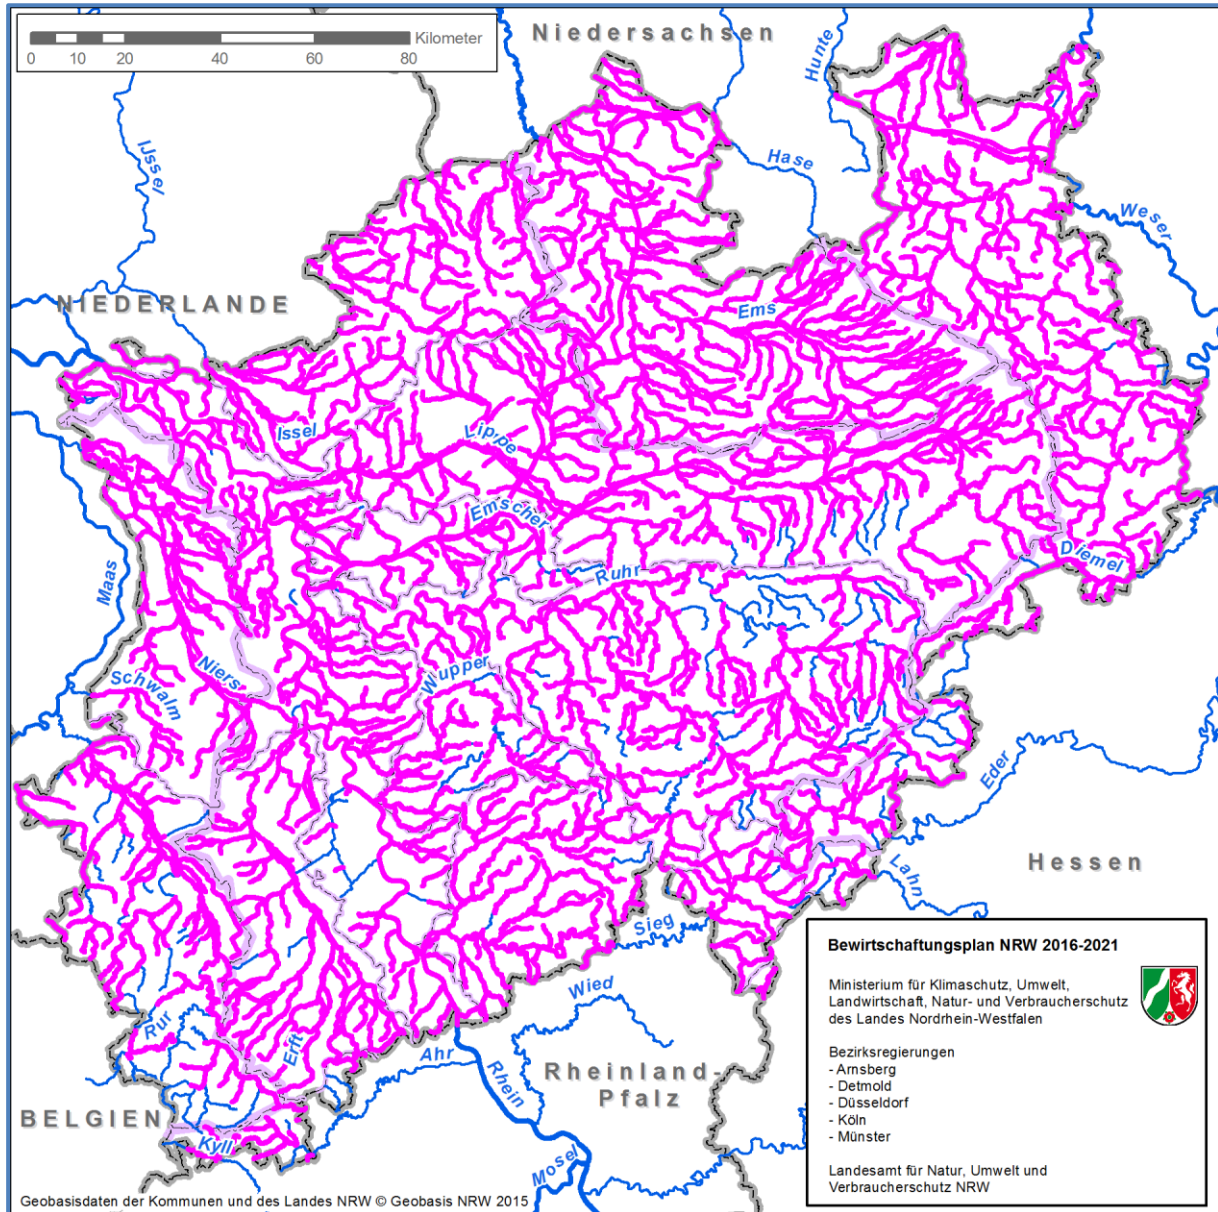 Kilometer
0 10 20 40 60 80
Niedersachsen
Hunte
IJssel
Hase
Weser
NIEDERLANDE
Ems
Issel
Lippe
Emscher
Maas
Ruhr
Diemel
Wupper
Niers
Schwalm
Eder
Hessen
Lahn
Sieg
Wied
Rur
Erft
Ahr
Rhein
Rheinland-
Pfalz
BELGIEN
Kyll
Mosel
Bewirtschaftungsplan NRW 2016-2021
Ministerium für Klimaschutz, Umwelt,
Landwirtschaft, Natur- und Verbraucherschutz
des Landes Nordrhein-Westfalen
Bezirksregierungen
- Arnsberg
- Detmold
- Düsseldorf
- Köln
- Münster
Landesamt für Natur, Umwelt und
Verbraucherschutz NRW
Geobasisdaten der Kommunen und des Landes NRW © Geobasis NRW 2015